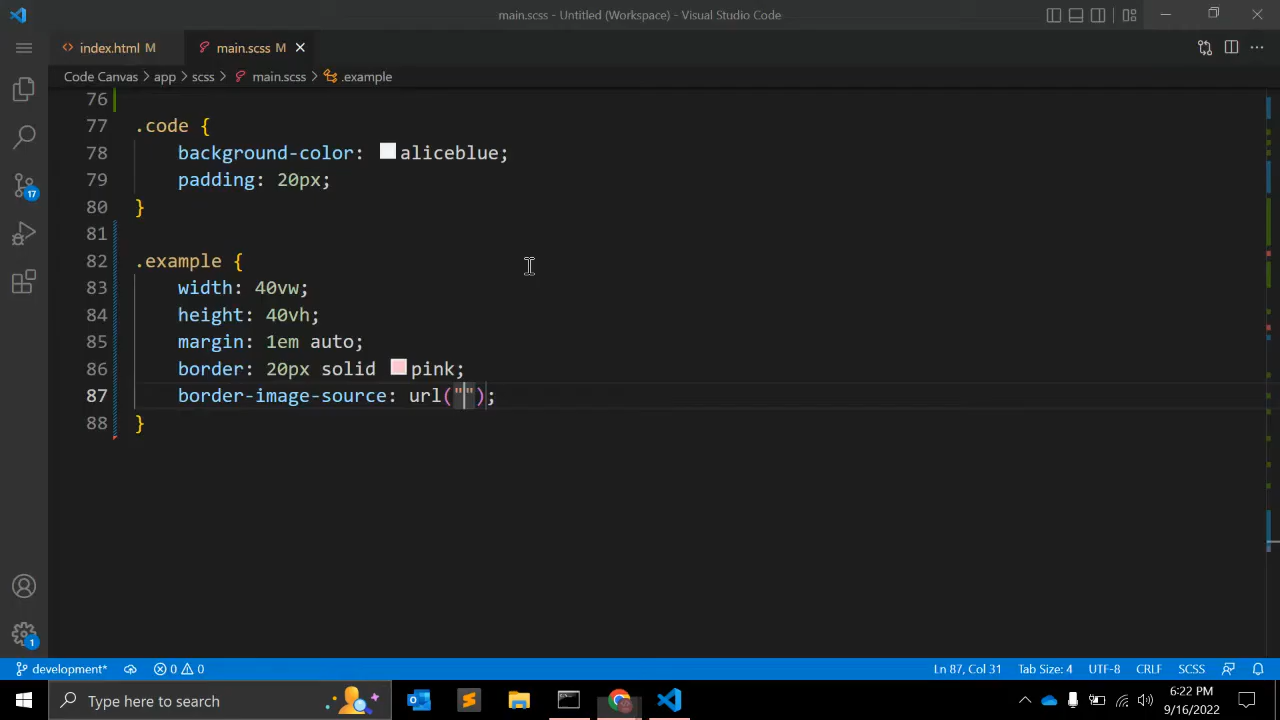 main.scss - Untitled (Workspace) - Visual Studio Code
index.html M
main.scss M
Code Canvas > app > scss > main.scss > .example
76
77 .code {
78 background-color: aliceblue;
79 padding: 20px;
80 }
81
82 .example {
83 width: 40vw;
84 height: 40vh;
85 margin: 1em auto;
86 border: 20px solid pink;
87 border-image-source: url("");
88 }
17
1
development* 0 0 Ln 87, Col 31 Tab Size: 4 UTF-8 CRLF SCSS
Type here to search
6:22 PM
9/16/2022